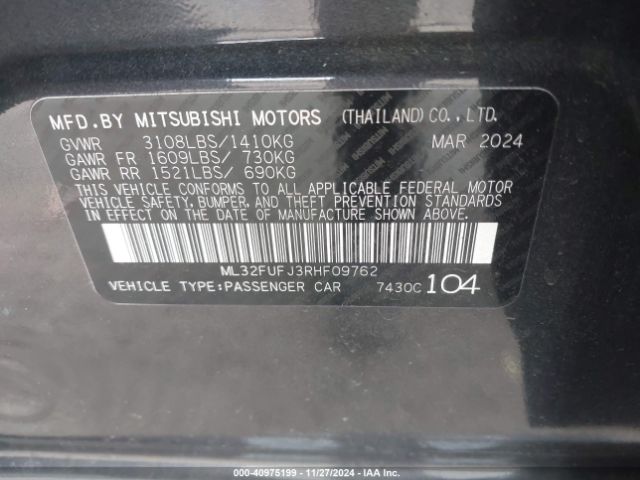 MFD.BY MITSUBISHI MOTORS (THAILAND)CO.,LTD.
GVWR 3108LBS/1410KG MAR 2024
GAWR FR 1609LBS/ 730KG
GAWR RR 1521LBS/ 690KG
THIS VEHICLE CONFORMS TO ALL APPLICABLE FEDERAL MOTOR
VEHICLE SAFETY, BUMPER, AND THEFT PREVENTION STANDARDS
IN EFFECT ON THE DATE OF MANUFACTURE SHOWN ABOVE.
ML32FUFJ3RHF09762
VEHICLE TYPE:PASSENGER CAR 7430C 104
000-40975199 - 11/27/2024 - IAA Inc.